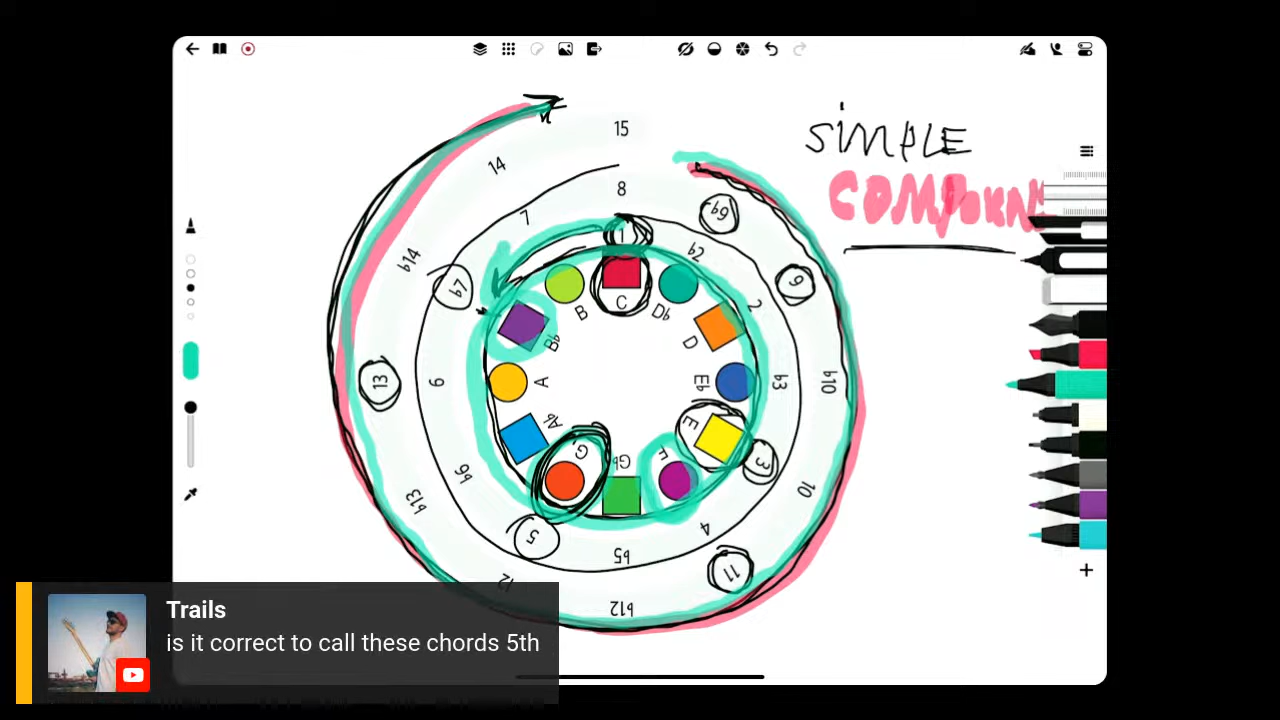 15
14
8
SIMPLE
7
COMPOUND
b9
1
b2
b14
b7
9
2
C
B
Db
Bb
D
13
6
A
Eb
b3
b10
Ab
E
b6
G
Gb
F
3
b13
10
5
b5
4
11
12
b12
Trails
is it correct to call these chords 5th